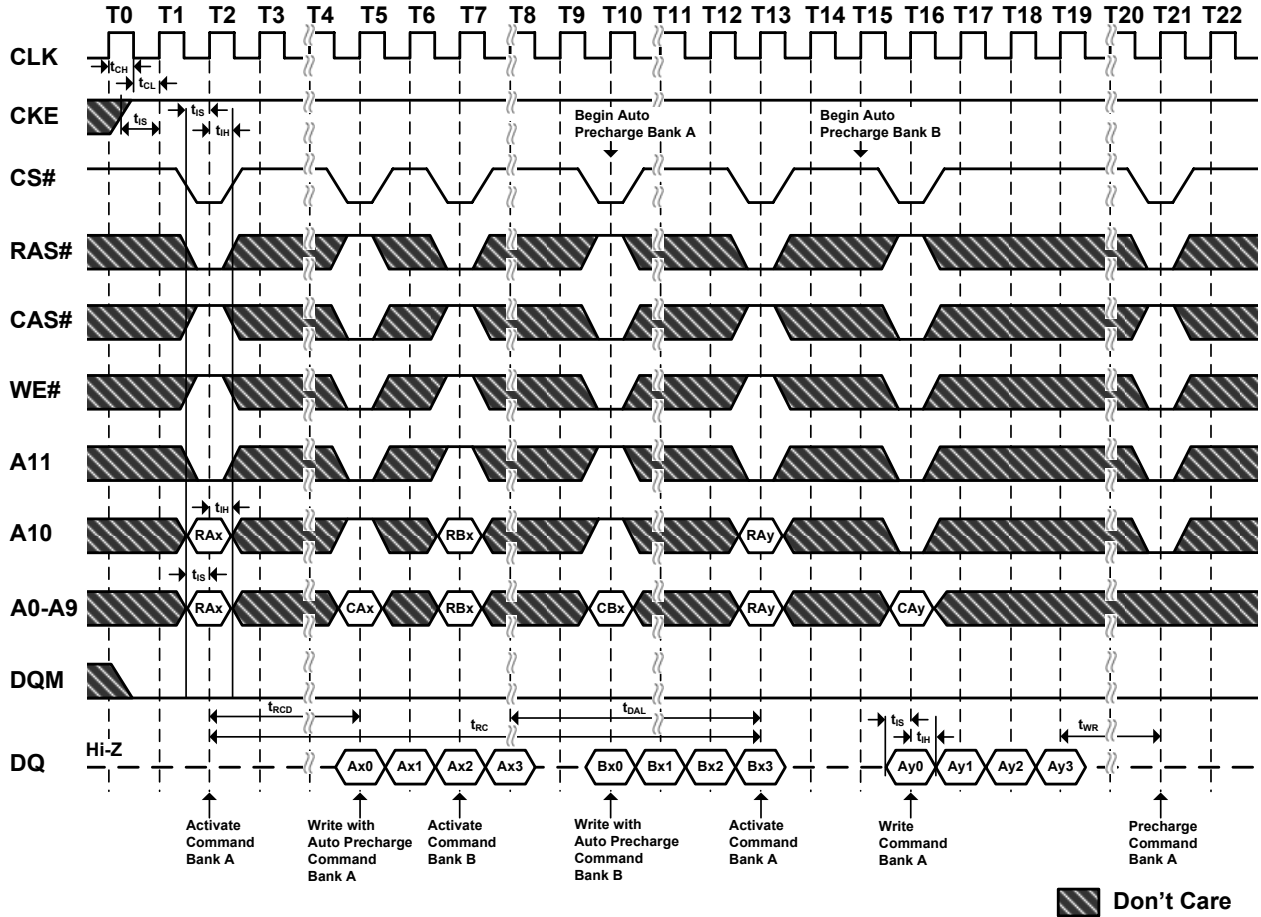 T0 T1 T2 T3 T4 T5 T6 T7 T8 T9 T10 T11 T12 T13 T14 T15 T16 T17 T18 T19 T20 T21 T22
CLK
tCH
tCL
CKE
tIS
tIS
tIH
Begin Auto
Precharge Bank A
Begin Auto
Precharge Bank B
CS#
RAS#
CAS#
WE#
A11
tIH
A10
RAx RBx RAy
tIS
A0-A9
RAx CAx RBx CBx RAy CAy
DQM
tRCD
tDAL
tRC
tIS
tIH
tWR
Hi-Z
DQ
Ax0 Ax1 Ax2 Ax3 Bx0 Bx1 Bx2 Bx3 Ay0 Ay1 Ay2 Ay3
Activate
Command
Bank A
Write with
Auto Precharge
Command
Bank A
Activate
Command
Bank B
Write with
Auto Precharge
Command
Bank B
Activate
Command
Bank A
Write
Command
Bank A
Precharge
Command
Bank A
Don't Care